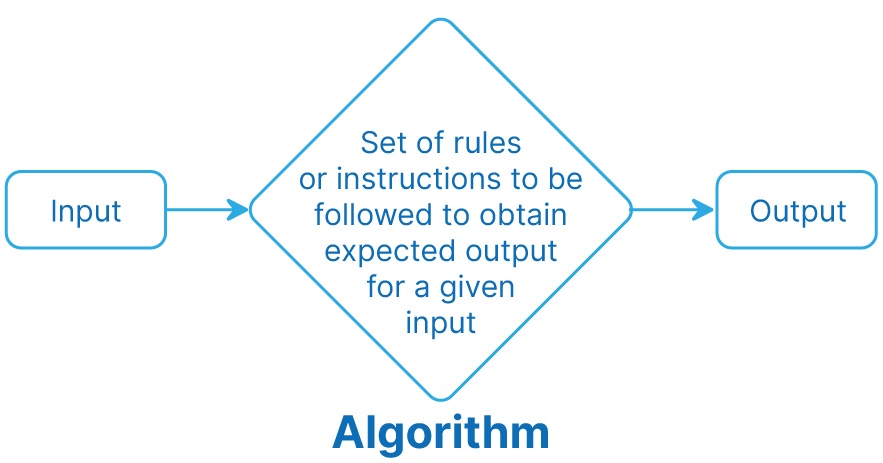 Input
Set of rules
or instructions to be
followed to obtain
expected output
for a given
input
Output
Algorithm